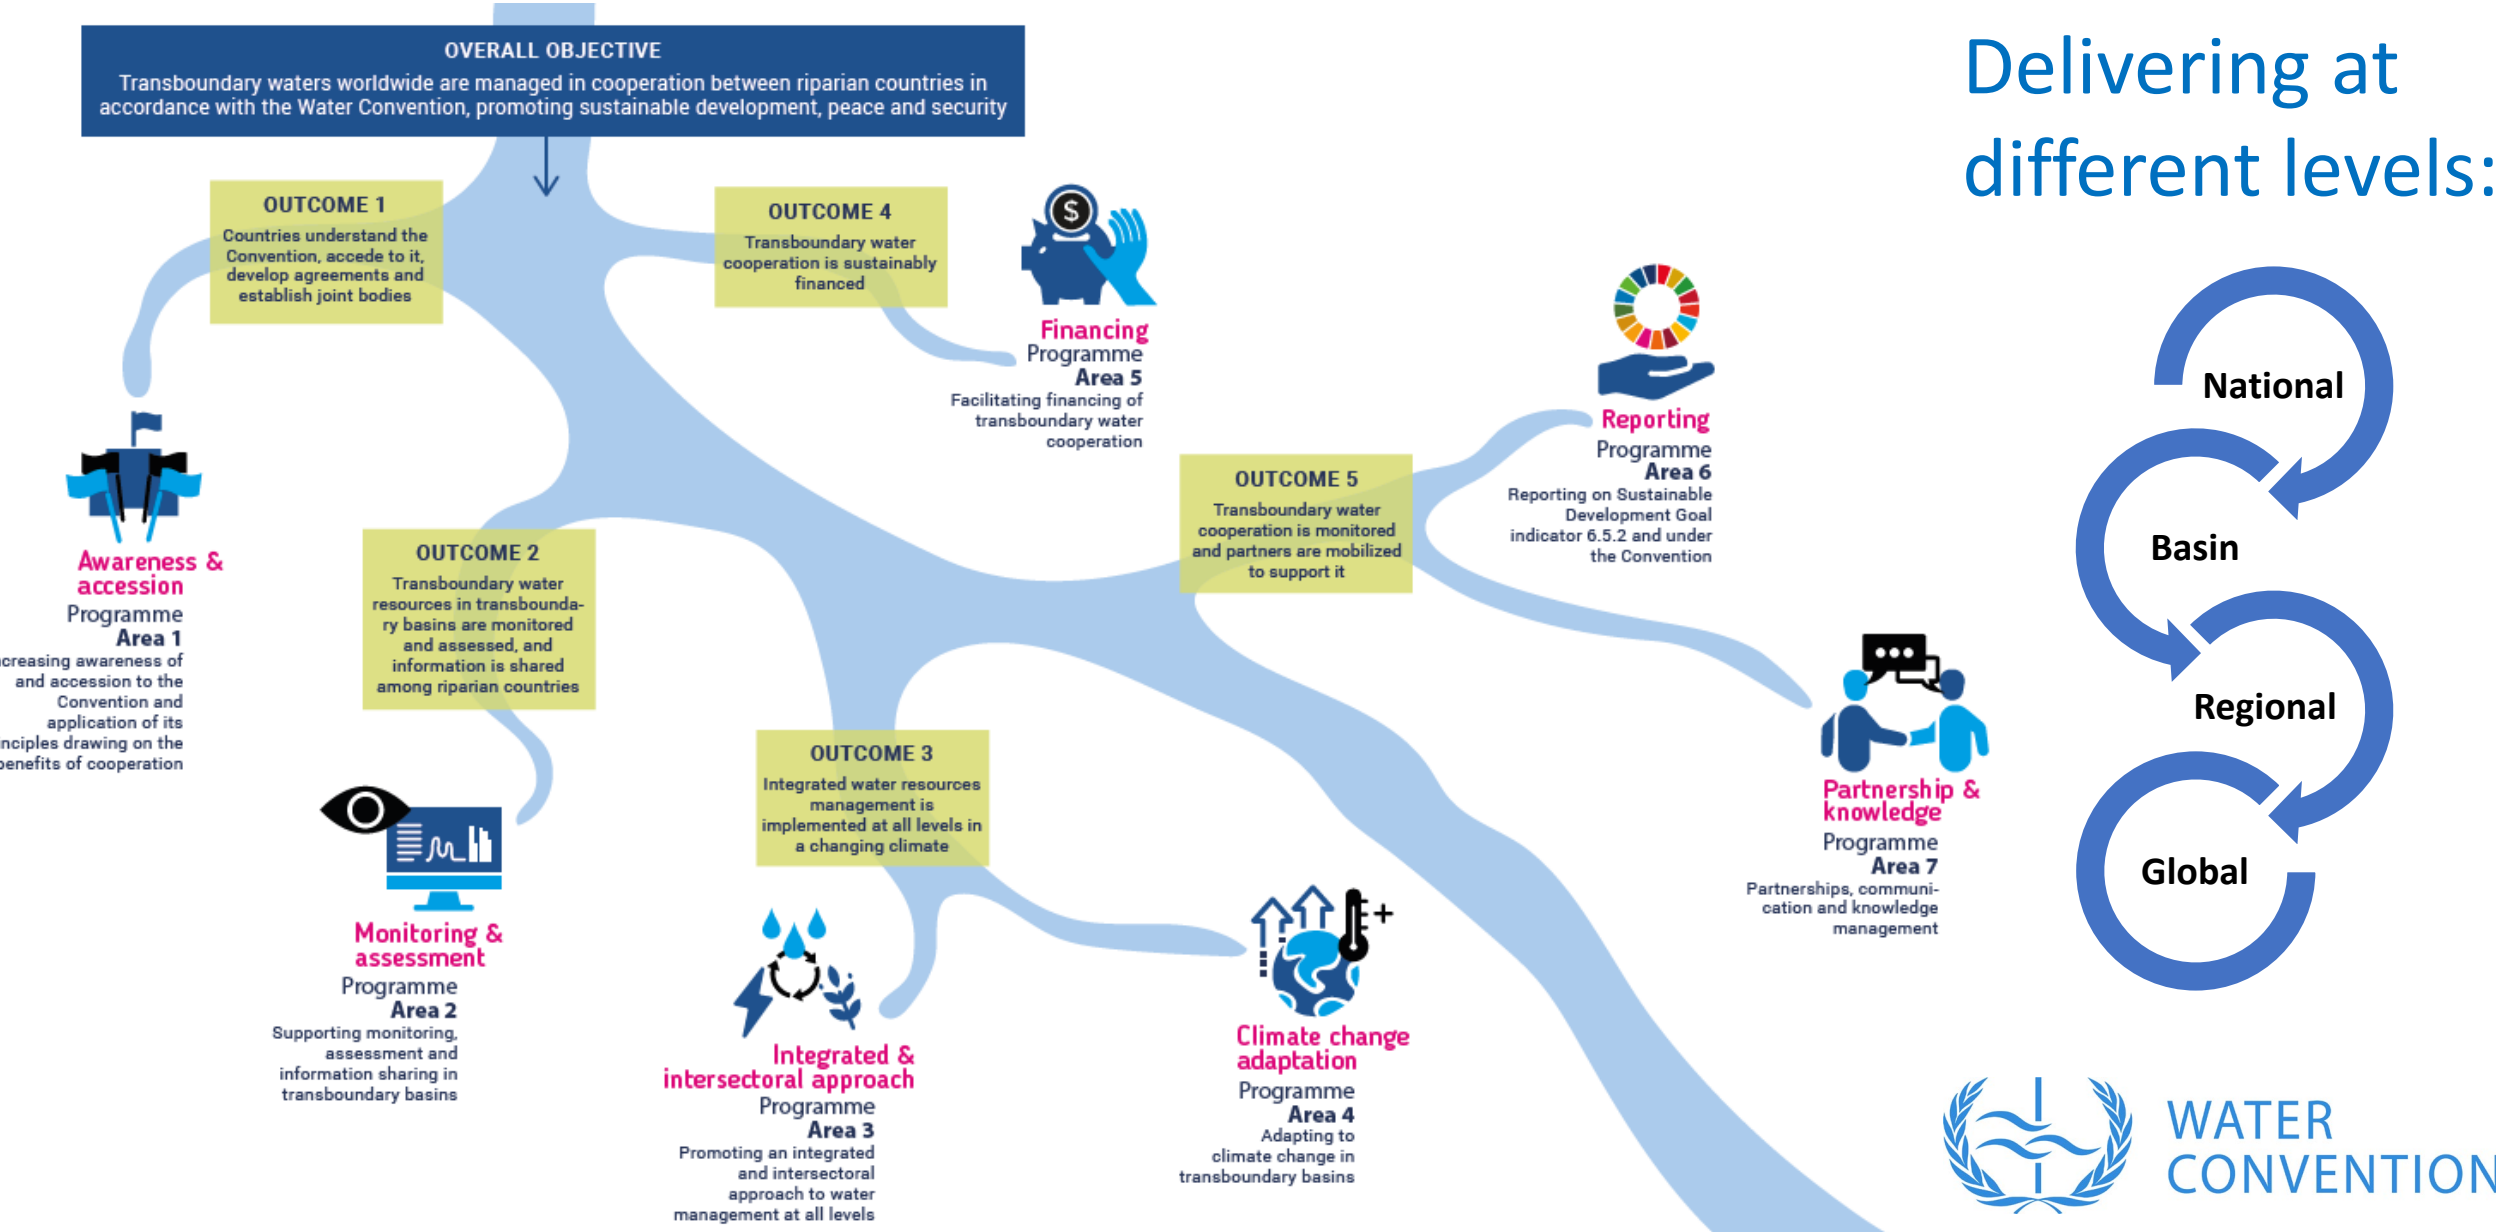 OVERALL OBJECTIVE
Transboundary waters worldwide are managed in cooperation between riparian countries in
accordance with the Water Convention, promoting sustainable development, peace and security
OUTCOME 1
Countries understand the
Convention, accede to it,
develop agreements and
establish joint bodies
OUTCOME 4
Transboundary water
cooperation is sustainably
financed
$
Financing
Programme
Area 5
Facilitating financing of
transboundary water
cooperation
Awareness &
accession
Programme
Area 1
creasing awareness of
and accession to the
Convention and
application of its
nciples drawing on the
benefits of cooperation
OUTCOME 2
Transboundary water
resources in transbounda-
ry basins are monitored
and assessed, and
information is shared
among riparian countries
Monitoring &
assessment
Programme
Area 2
Supporting monitoring,
assessment and
information sharing in
transboundary basins
OUTCOME 3
Integrated water resources
management is
implemented at all levels in
a changing climate
Integrated &
intersectoral approach
Programme
Area 3
Promoting an integrated
and intersectoral
approach to water
management at all levels
Climate change
adaptation
Programme
Area 4
Adapting to
climate change in
transboundary basins
OUTCOME 5
Transboundary water
cooperation is monitored
and partners are mobilized
to support it
Reporting
Programme
Area 6
Reporting on Sustainable
Development Goal
indicator 6.5.2 and under
the Convention
Partnership &
knowledge
Programme
Area 7
Partnerships, communi-
cation and knowledge
management
Delivering at
different levels:
National
Basin
Regional
Global
WATER
CONVENTION